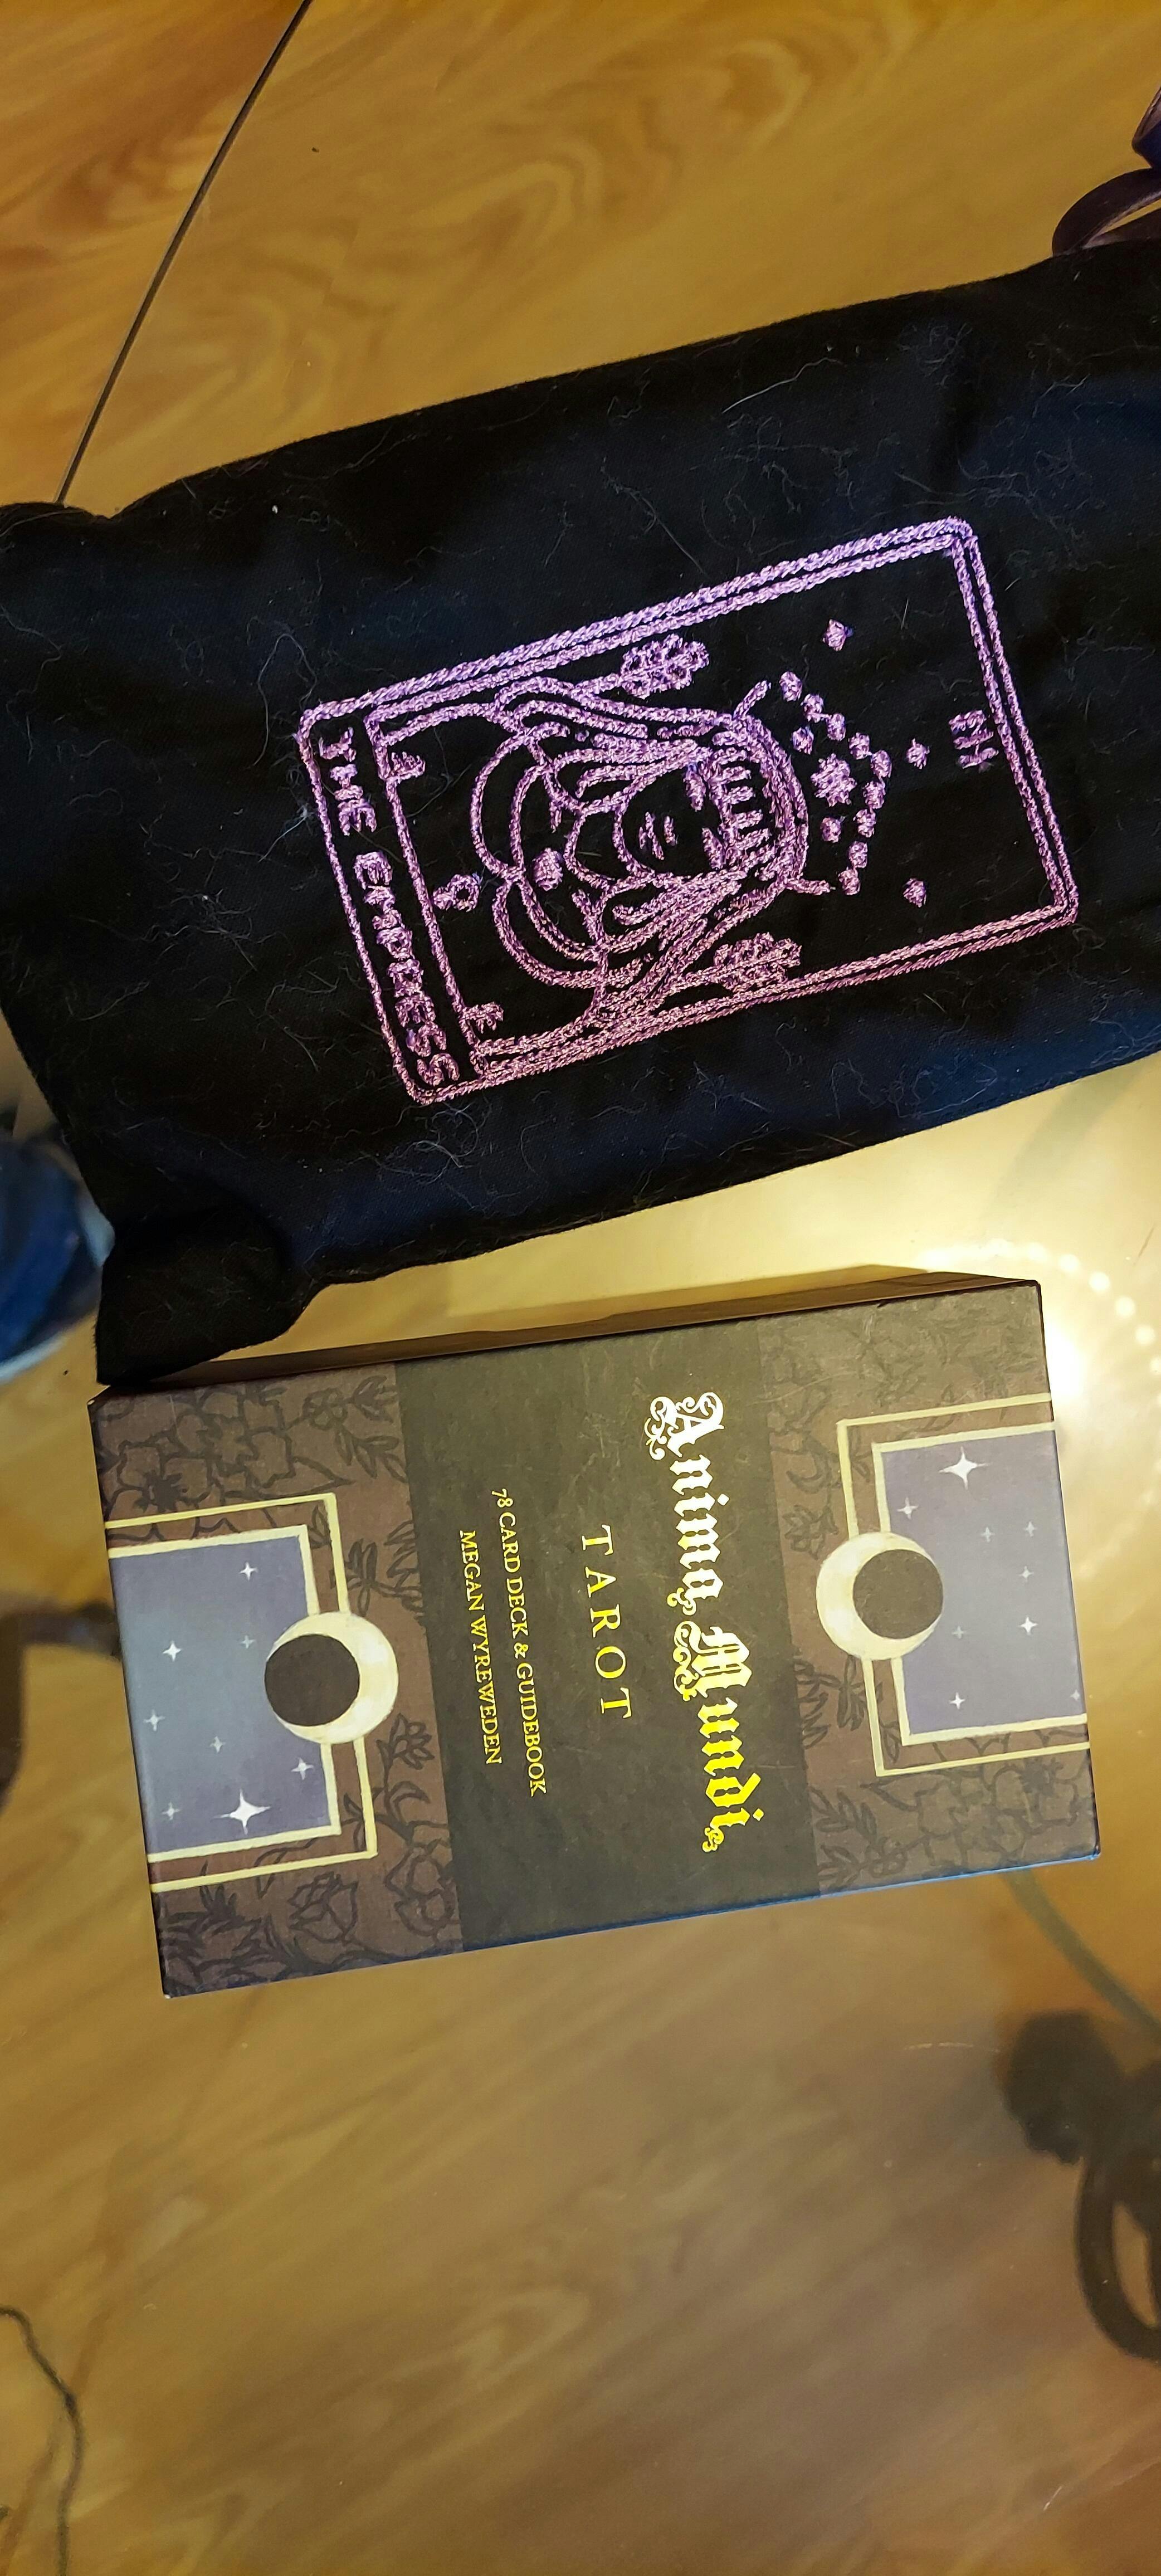 III
THE EMPRESS
Anima Mundi
TAROT
78 CARD DECK & GUIDEBOOK
MEGAN WYREWEDEN